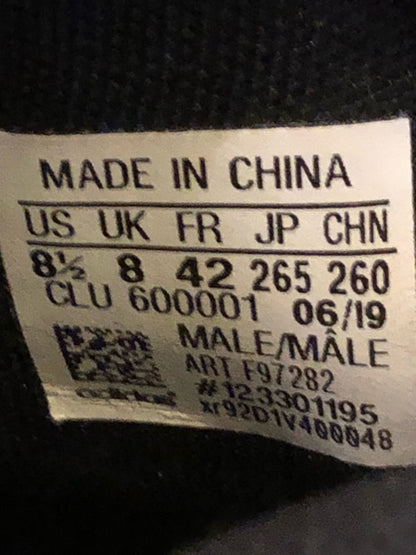 MADE IN CHINA
US UK FR JP CHN
8½ 8 42 265 260
CLU 600001 06/19
MALE/MÂLE
ART F97282
#123301195
xr92D1V400048
adidas